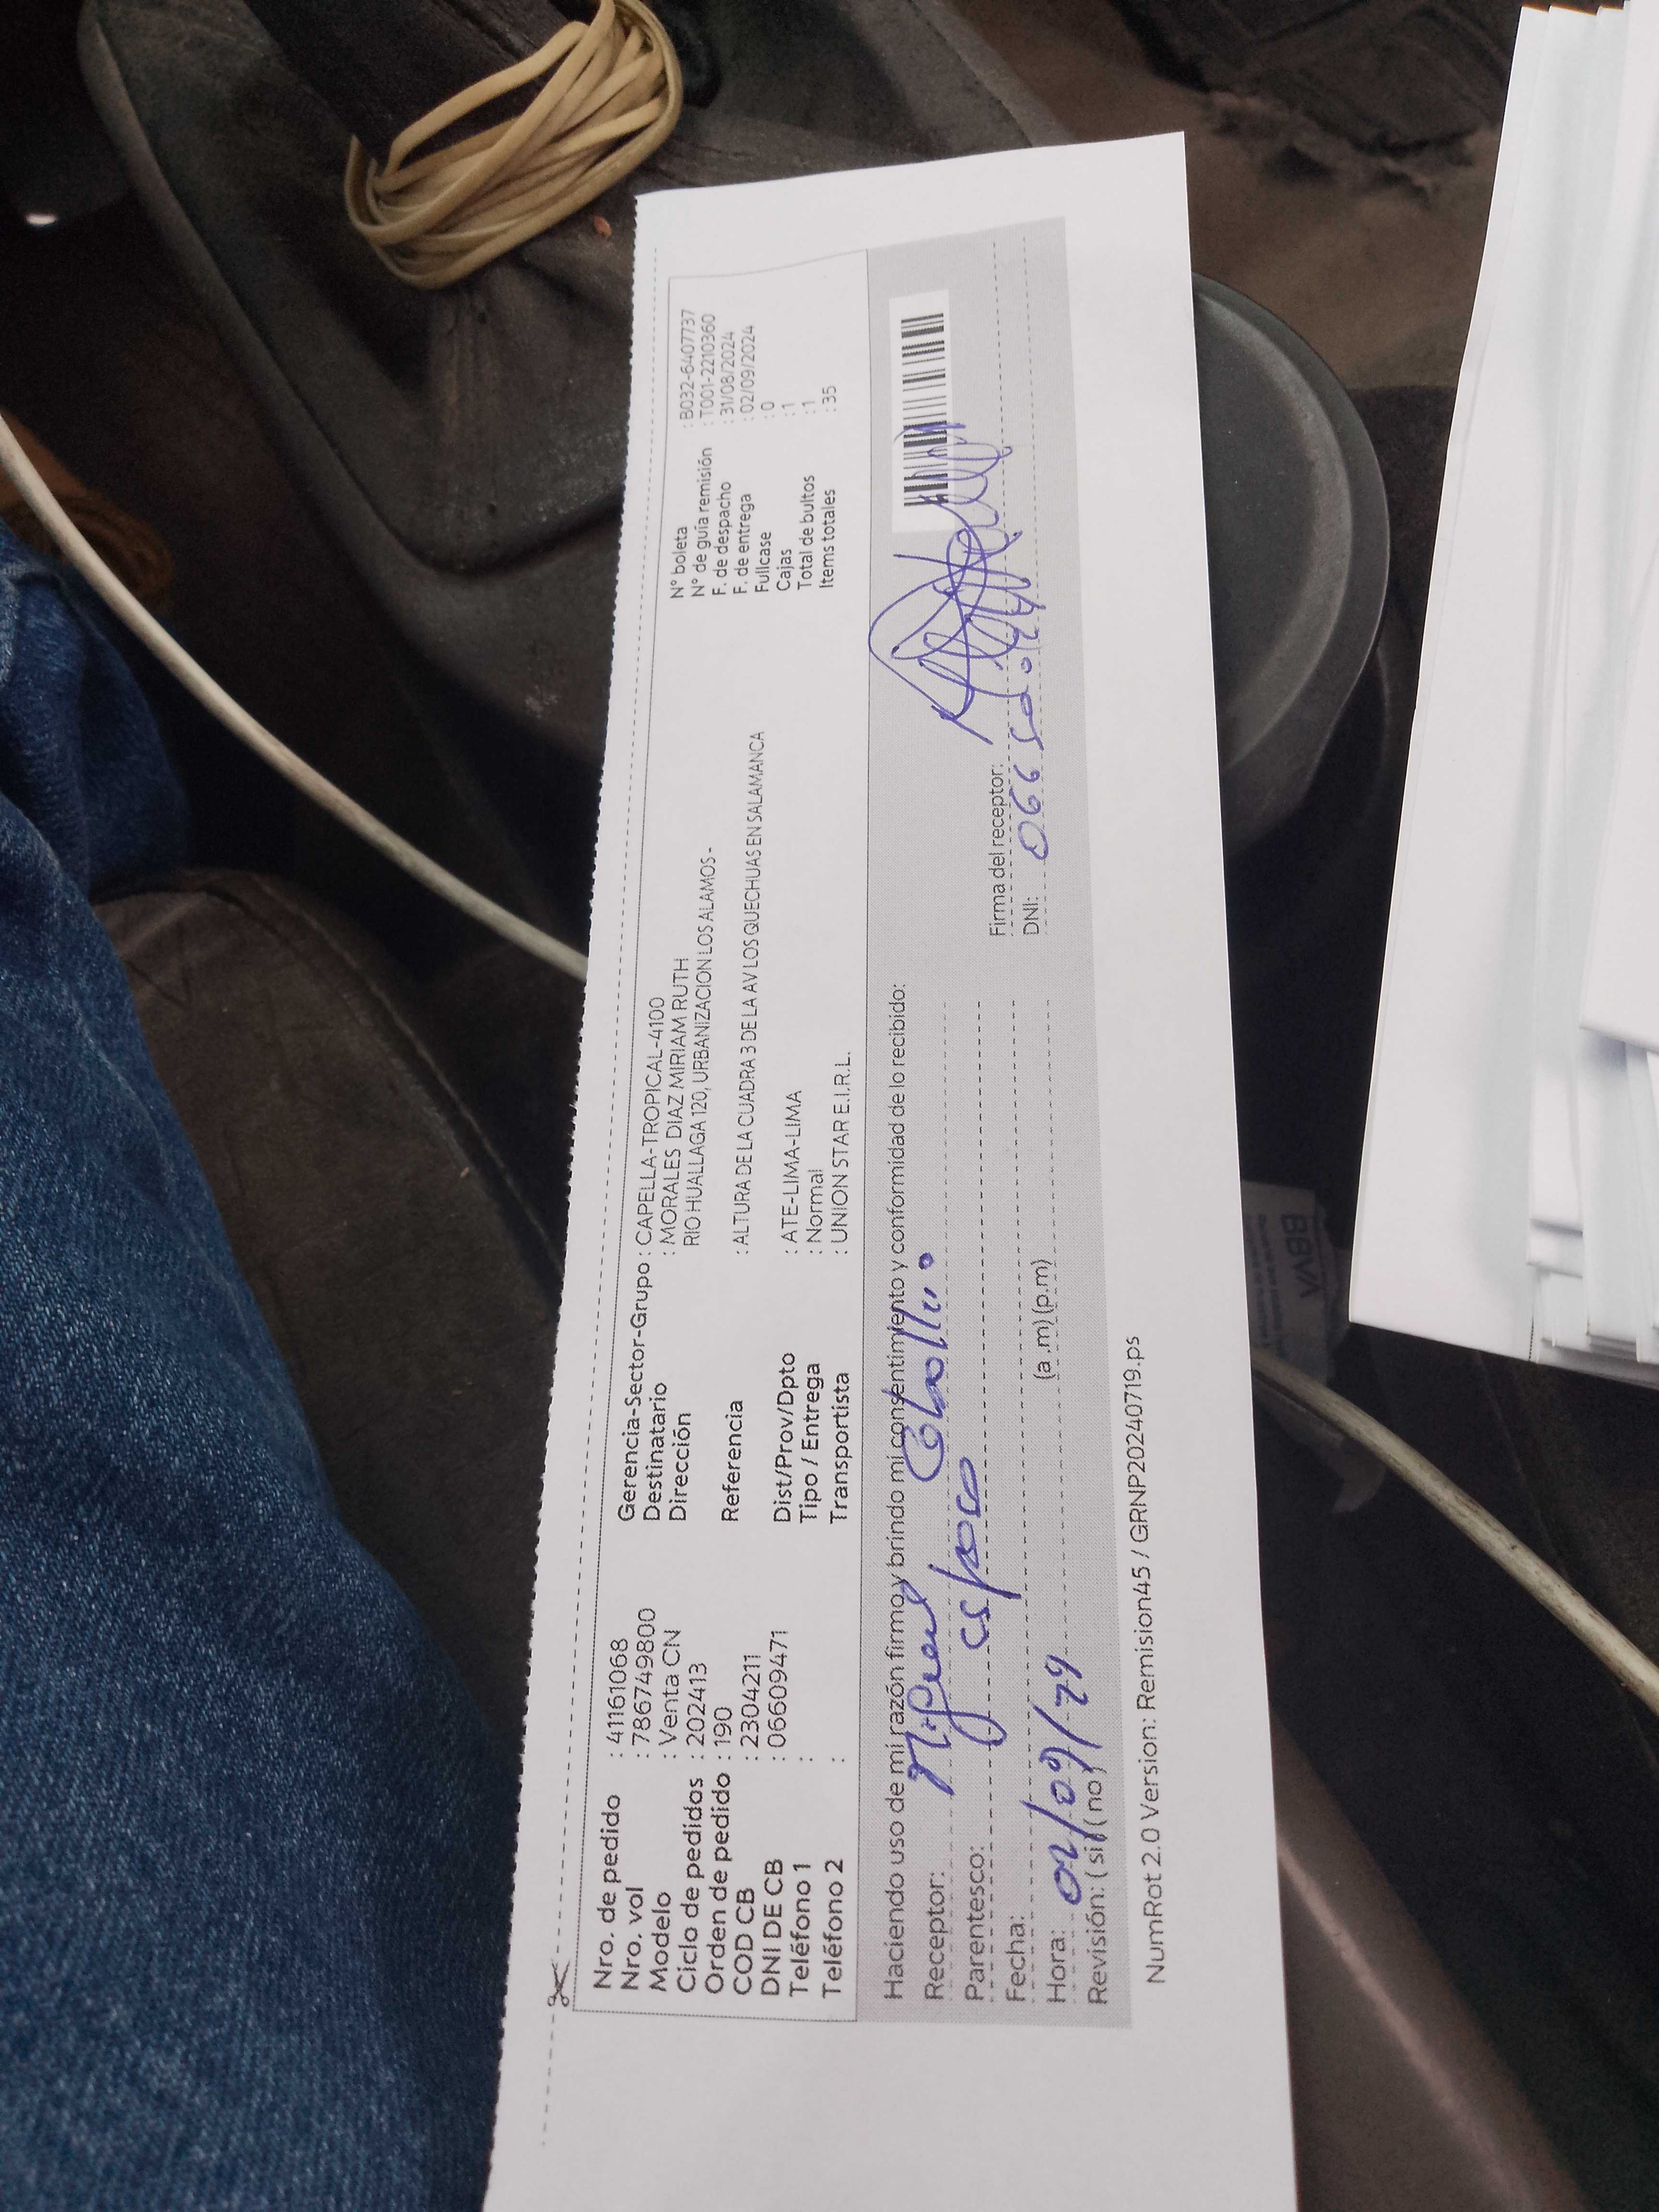 Nro. de pedido : 41161068
Nro. vol : 786749800
Modelo : Venta CN
Ciclo de pedidos : 202413
Orden de pedido : 190
COD CB : 2304211
DNI DE CB : 06609471
Teléfono 1 :
Teléfono 2 :
Gerencia-Sector-Grupo : CAPELLA-TROPICAL-4100
Destinatario : MORALES DIAZ MIRIAM RUTH
Dirección RIO HUALLAGA 120, URBANIZACION LOS ALAMOS -
Referencia : ALTURA DE LA CUADRA 3 DE LA AV LOS QUECHUAS EN SALAMANCA
Dist/Prov/Dpto : ATE-LIMA-LIMA
Tipo / Entrega : Normal
Transportista : UNION STAR E.I.R.L.
N° boleta : B032-6407737
N° de guía remisión : T001-2210360
F. de despacho : 31/08/2024
F. de entrega : 02/09/2024
Fullcase : 0
Cajas : 1
Total de bultos : 1
Items totales : 35
Haciendo uso de mi razón firmo y brindo mi consentimiento y conformidad de lo recibido:
Receptor: Miguel
Parentesco: esposo
Fecha: 02/09/24
Hora: (a.m) (p.m)
Revisión: ( si ) ( no )
Firma del receptor:
DNI: 066
NumRot 2.0 Version: Remision45 / GRNP20240719.ps
BBVA